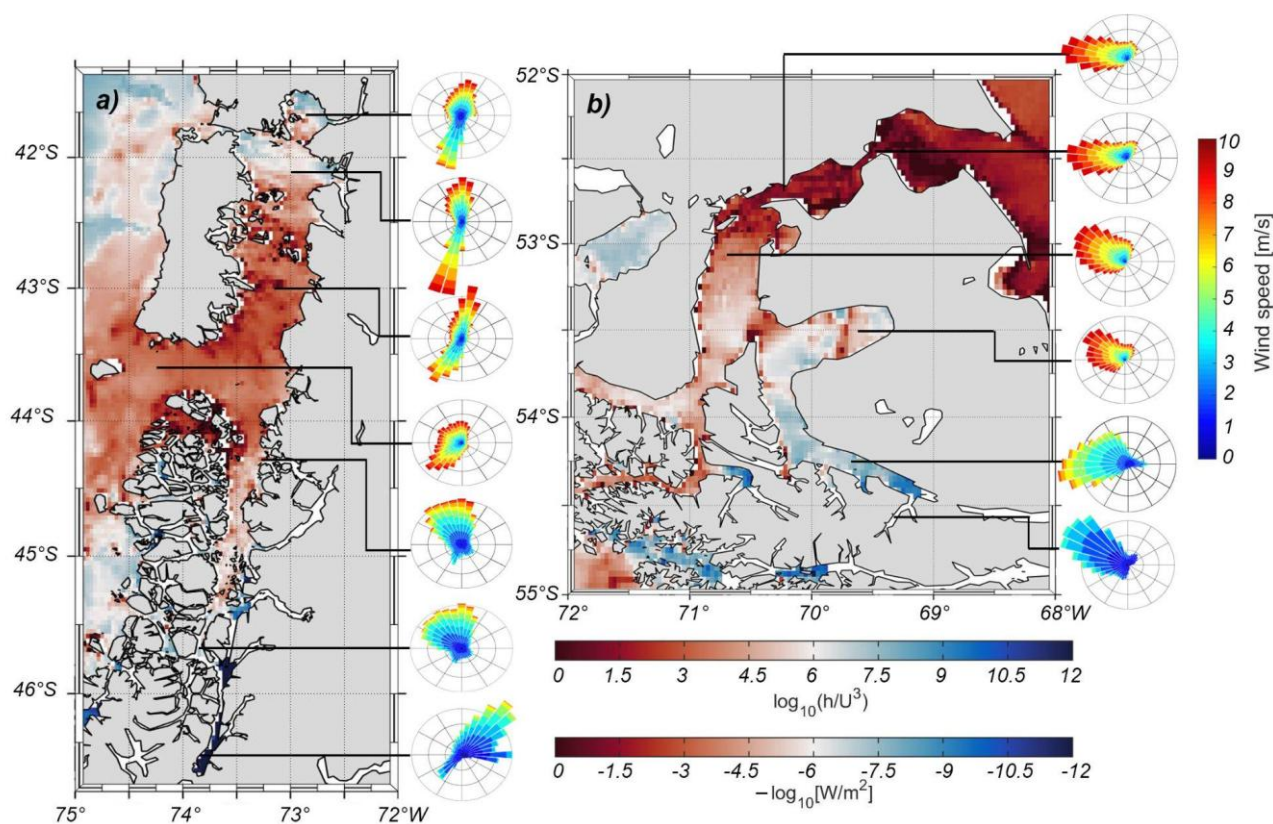 a)
42°S
43°S
44°S
45°S
46°S
75°
74°
73°
72°W
b)
52°S
53°S
54°S
55°S
72°
71°
70°
69°
68°W
10
9
8
7
6
5
4
3
2
1
0
Wind speed [m/s]
0 1.5 3 4.5 6 7.5 9 10.5 12
log10(h/U³)
0 -1.5 -3 -4.5 -6 -7.5 -9 -10.5 -12
−log10[W/m²]